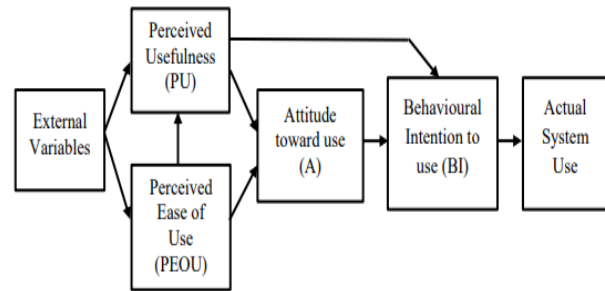 External
Variables
Perceived
Usefulness
(PU)
Perceived
Ease of
Use
(PEOU)
Attitude
toward use
(A)
Behavioural
Intention to
use (BI)
Actual
System
Use